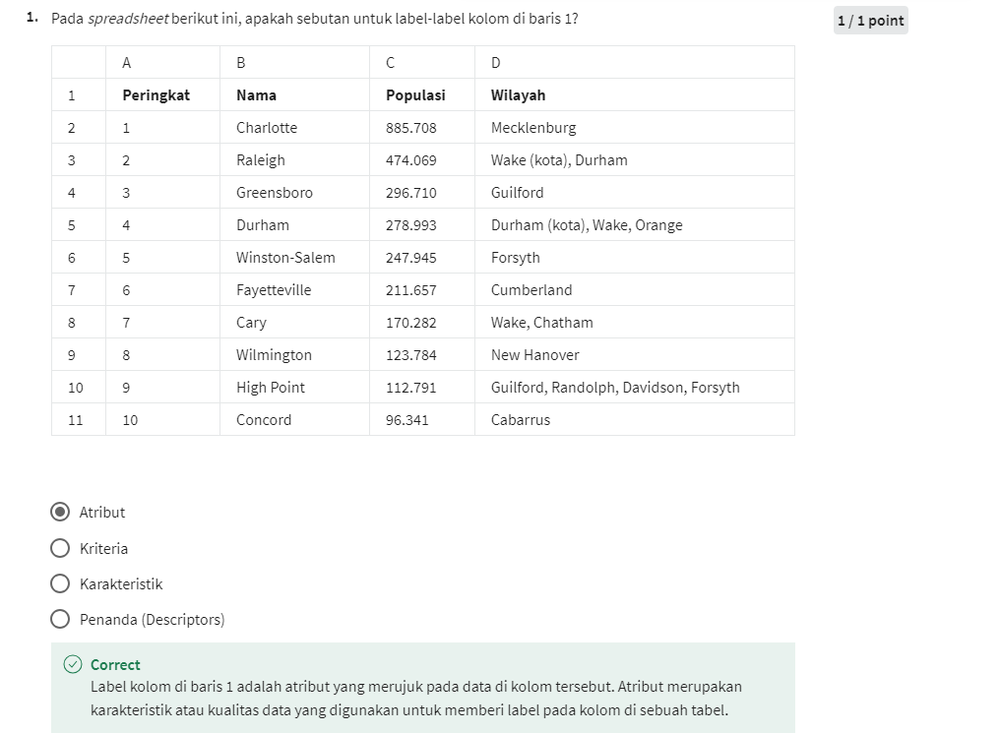 1. Pada spreadsheet berikut ini, apakah sebutan untuk label-label kolom di baris 1?
1 / 1 point
A B C D
1 Peringkat Nama Populasi Wilayah
2 1 Charlotte 885.708 Mecklenburg
3 2 Raleigh 474.069 Wake (kota), Durham
4 3 Greensboro 296.710 Guilford
5 4 Durham 278.993 Durham (kota), Wake, Orange
6 5 Winston-Salem 247.945 Forsyth
7 6 Fayetteville 211.657 Cumberland
8 7 Cary 170.282 Wake, Chatham
9 8 Wilmington 123.784 New Hanover
10 9 High Point 112.791 Guilford, Randolph, Davidson, Forsyth
11 10 Concord 96.341 Cabarrus
Atribut
Kriteria
Karakteristik
Penanda (Descriptors)
Correct
Label kolom di baris 1 adalah atribut yang merujuk pada data di kolom tersebut. Atribut merupakan
karakteristik atau kualitas data yang digunakan untuk memberi label pada kolom di sebuah tabel.